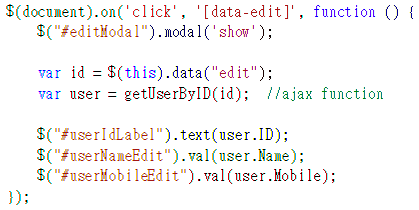 $(document).on('click', '[data-edit]', function () {
    $("#editModal").modal('show');
    var id = $(this).data("edit");
    var user = getUserByID(id);  //ajax function
    $("#userIdLabel").text(user.ID);
    $("#userNameEdit").val(user.Name);
    $("#userMobileEdit").val(user.Mobile);
});